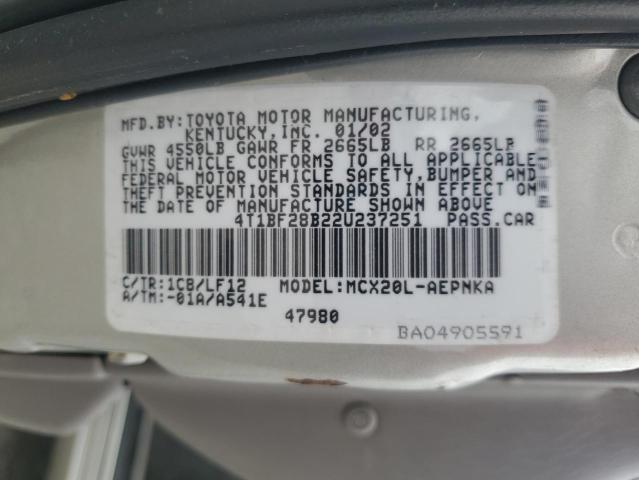 MFD.BY:TOYOTA MOTOR MANUFACTURING,
KENTUCKY,INC. 01/02
GVWR 4550LB GAWR FR 2665LB RR 2665LB
THIS VEHICLE CONFORMS TO ALL APPLICABLE
FEDERAL MOTOR VEHICLE SAFETY,BUMPER AND
THEFT PREVENTION STANDARDS IN EFFECT ON
THE DATE OF MANUFACTURE SHOWN ABOVE
4T1BF28B22U237251 PASS.CAR
C/TR:1C8/LF12 MODEL:MCX20L-AEPNKA
A/TM:-01A/A541E
47980
BA04905591